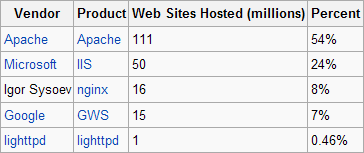 Vendor Product Web Sites Hosted (millions) Percent
Apache Apache 111 54%
Microsoft IIS 50 24%
Igor Sysoev nginx 16 8%
Google GWS 15 7%
lighttpd lighttpd 1 0.46%